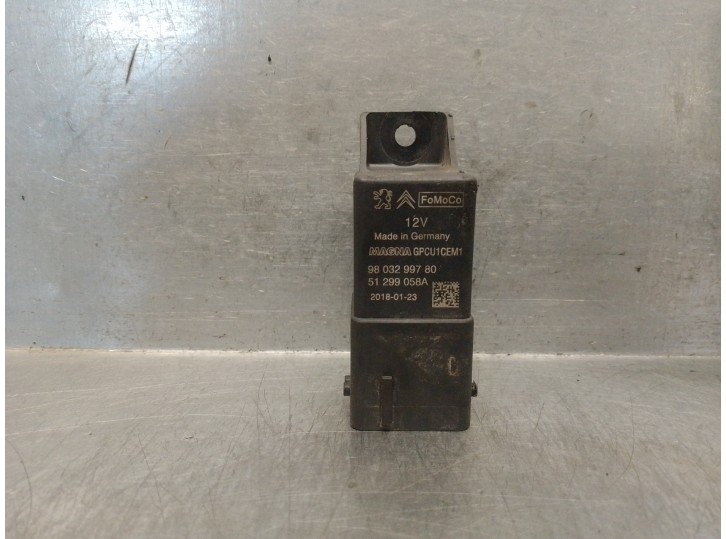 FoMoCo
12V
Made in Germany
MAGNA GPCU1CEM1
98 032 997 80
51 299 058A
2018-01-23